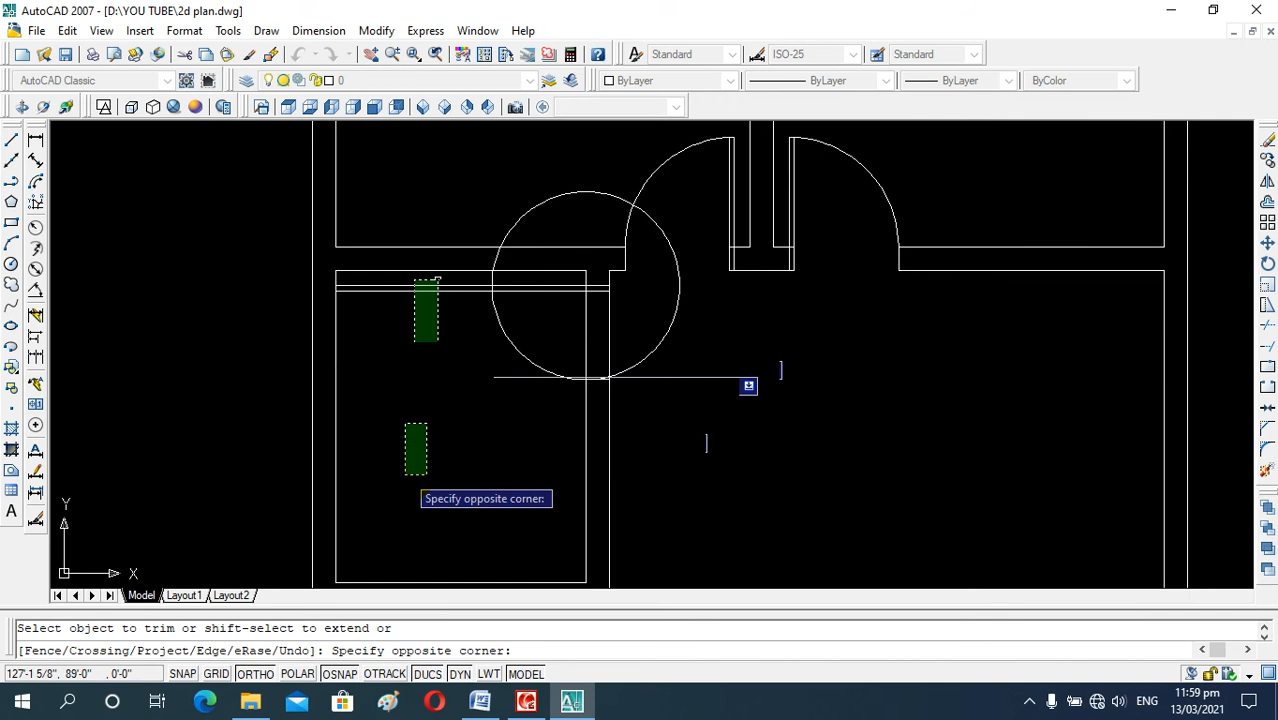 AutoCAD 2007 - [D:\YOU TUBE\2d plan.dwg]
File Edit View Insert Format Tools Draw Dimension Modify Express Window Help
Standard ISO-25 Standard
AutoCAD Classic 0 ByLayer ByLayer ByLayer ByColor
A
A
Specify opposite corner:
Y
X
Model Layout1 Layout2
Select object to trim or shift-select to extend or
[Fence/Crossing/Project/Edge/eRase/Undo]: Specify opposite corner:
127'-1 5/8", 89'-0" , 0'-0" SNAP GRID ORTHO POLAR OSNAP OTRACK DUCS DYN LWT MODEL
ENG
11:59 pm
13/03/2021